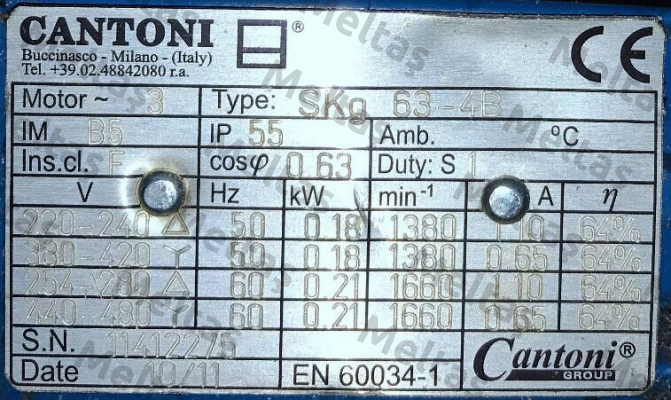 CANTONI ®
Buccinasco - Milano - (Italy)
Tel. +39.02.48842080 r.a.
CE
Motor ~ 3 Type: SKg 63-4B
IM B5 IP 55 Amb. °C
Ins.cl. F cosφ 0.63 Duty: S 1
V Hz kW min-1 A η
220-240 △ 50 0.18 1380 1.10 64%
380-420 Y 50 0.18 1380 0.65 64%
254- △ 60 0.21 1660 1.10 64%
440-480 60 0.21 1660 0.65 64%
S.N. 11412275
Date 10/11 EN 60034-1 Cantoni®
GROUP
Meltaş